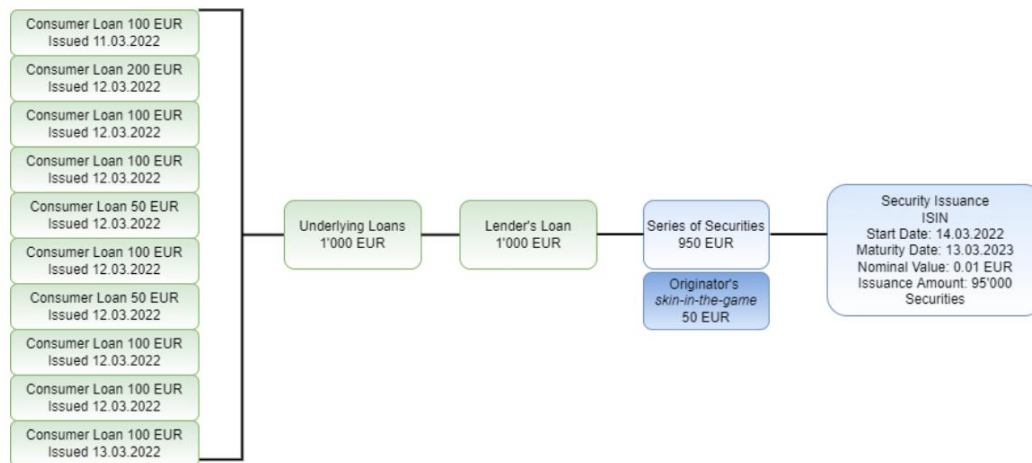 Consumer Loan 100 EUR
Issued 11.03.2022
Consumer Loan 200 EUR
Issued 12.03.2022
Consumer Loan 100 EUR
Issued 12.03.2022
Consumer Loan 100 EUR
Issued 12.03.2022
Consumer Loan 50 EUR
Issued 12.03.2022
Consumer Loan 100 EUR
Issued 12.03.2022
Consumer Loan 50 EUR
Issued 12.03.2022
Consumer Loan 100 EUR
Issued 12.03.2022
Consumer Loan 100 EUR
Issued 12.03.2022
Consumer Loan 100 EUR
Issued 13.03.2022
Underlying Loans
1'000 EUR
Lender's Loan
1'000 EUR
Series of Securities
950 EUR
Originator's
skin-in-the-game
50 EUR
Security Issuance
ISIN
Start Date: 14.03.2022
Maturity Date: 13.03.2023
Nominal Value: 0.01 EUR
Issuance Amount: 95'000
Securities